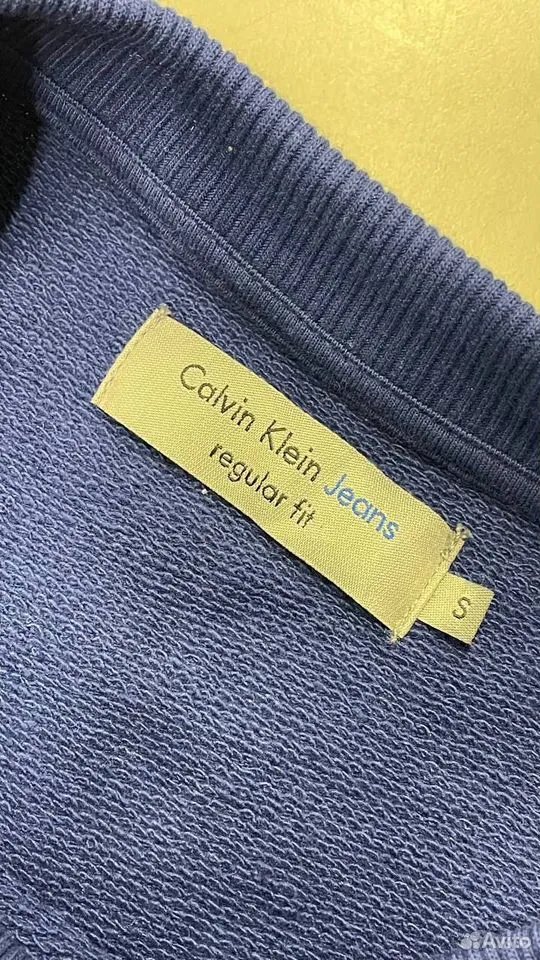 Calvin Klein Jeans
regular fit
S
Avito